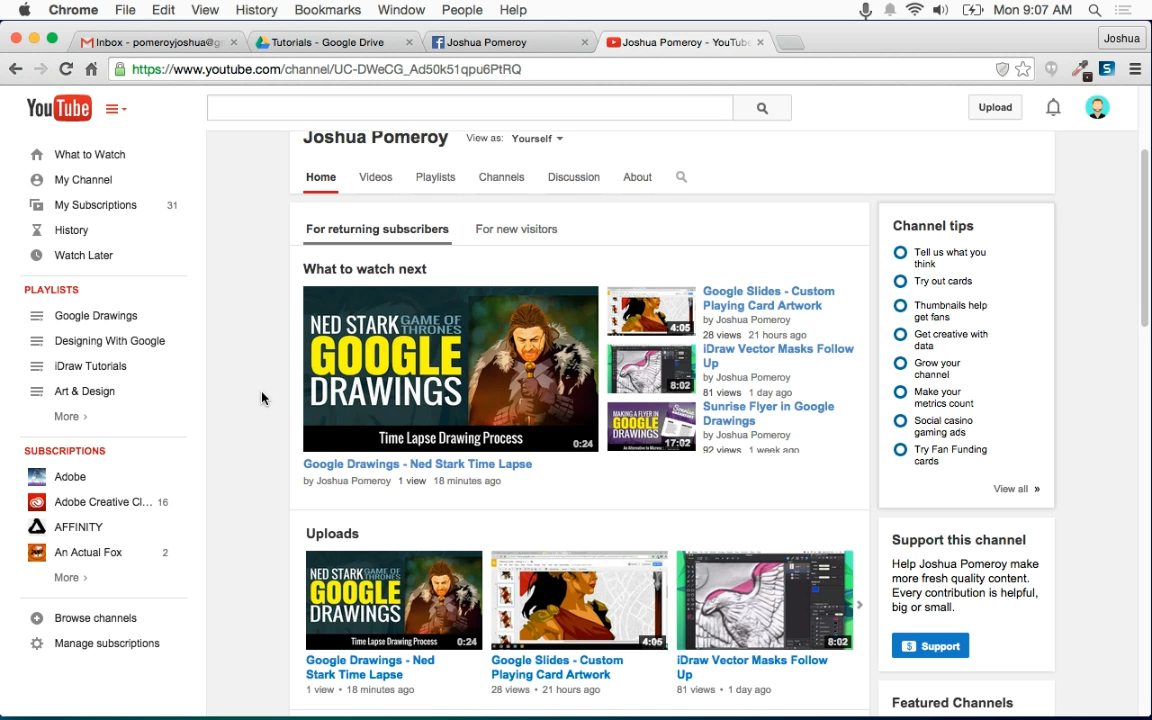 Chrome File Edit View History Bookmarks Window People Help Mon 9:07 AM
Inbox - pomeroyjoshua@g
Tutorials - Google Drive
Joshua Pomeroy
Joshua Pomeroy - YouTube
Joshua
https://www.youtube.com/channel/UC-DWeCG_Ad50k51qpu6PtRQ
YouTube
Upload
What to Watch
My Channel
My Subscriptions 31
History
Watch Later
PLAYLISTS
Google Drawings
Designing With Google
iDraw Tutorials
Art & Design
More ›
SUBSCRIPTIONS
Adobe
Adobe Creative Cl... 16
AFFINITY
An Actual Fox 2
More ›
Browse channels
Manage subscriptions
Joshua Pomeroy View as: Yourself
Home Videos Playlists Channels Discussion About
For returning subscribers For new visitors
What to watch next
NED STARK GAME OF THRONES
GOOGLE
DRAWINGS
Time Lapse Drawing Process 0:24
Google Drawings - Ned Stark Time Lapse
by Joshua Pomeroy 1 view 18 minutes ago
4:05
Google Slides - Custom
Playing Card Artwork
by Joshua Pomeroy
28 views 21 hours ago
8:02
iDraw Vector Masks Follow
Up
by Joshua Pomeroy
81 views 1 day ago
MAKING A FLYER IN
GOOGLE
DRAWINGS
17:02
Sunrise Flyer in Google
Drawings
by Joshua Pomeroy
92 views 1 week ago
Uploads
NED STARK GAME OF THRONES
GOOGLE
DRAWINGS
Time Lapse Drawing Process 0:24
Google Drawings - Ned
Stark Time Lapse
1 view • 18 minutes ago
4:05
Google Slides - Custom
Playing Card Artwork
28 views • 21 hours ago
8:02
iDraw Vector Masks Follow
Up
81 views • 1 day ago
Channel tips
Tell us what you
think
Try out cards
Thumbnails help
get fans
Get creative with
data
Grow your
channel
Make your
metrics count
Social casino
gaming ads
Try Fan Funding
cards
View all »
Support this channel
Help Joshua Pomeroy make
more fresh quality content.
Every contribution is helpful,
big or small.
$ Support
Featured Channels